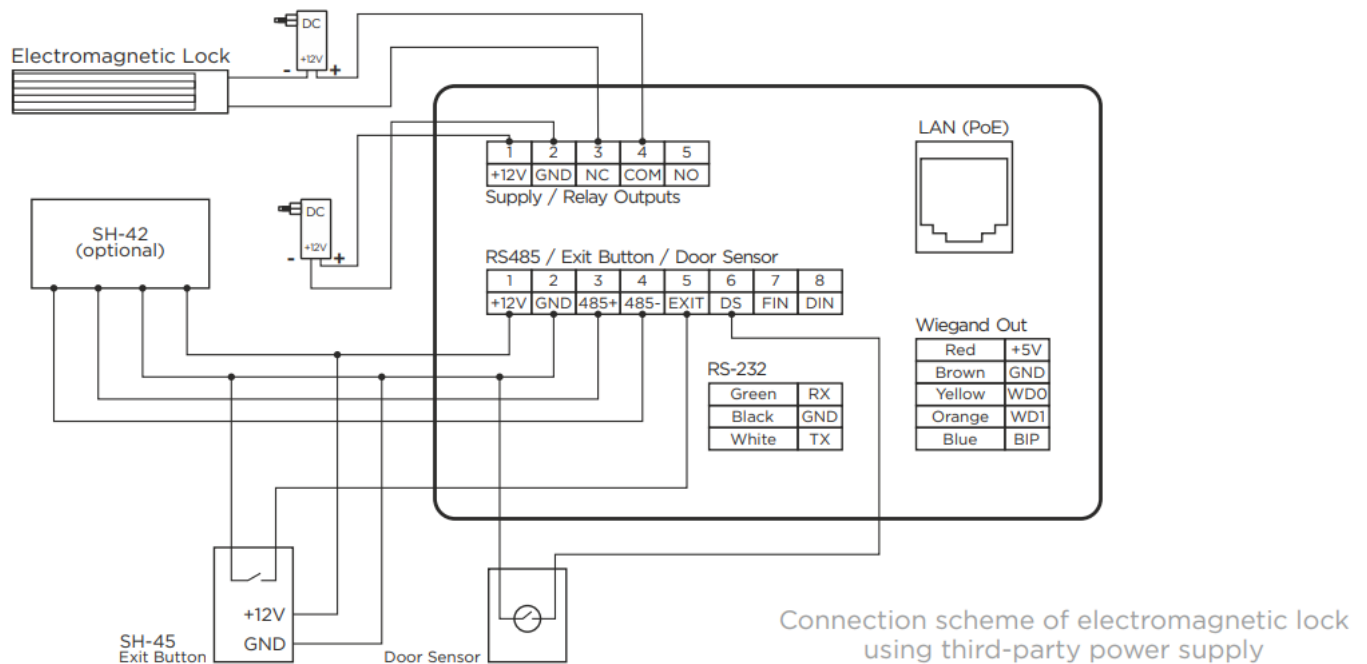 DC
+12V
- +
Electromagnetic Lock
LAN (PoE)
1 2 3 4 5
+12V GND NC COM NO
Supply / Relay Outputs
DC
+12V
- +
SH-42
(optional)
RS485 / Exit Button / Door Sensor
1 2 3 4 5 6 7 8
+12V GND 485+ 485- EXIT DS FIN DIN
Wiegand Out
Red +5V
Brown GND
Yellow WD0
Orange WD1
Blue BIP
RS-232
Green RX
Black GND
White TX
+12V
GND
SH-45
Exit Button
Door Sensor
Connection scheme of electromagnetic lock
using third-party power supply